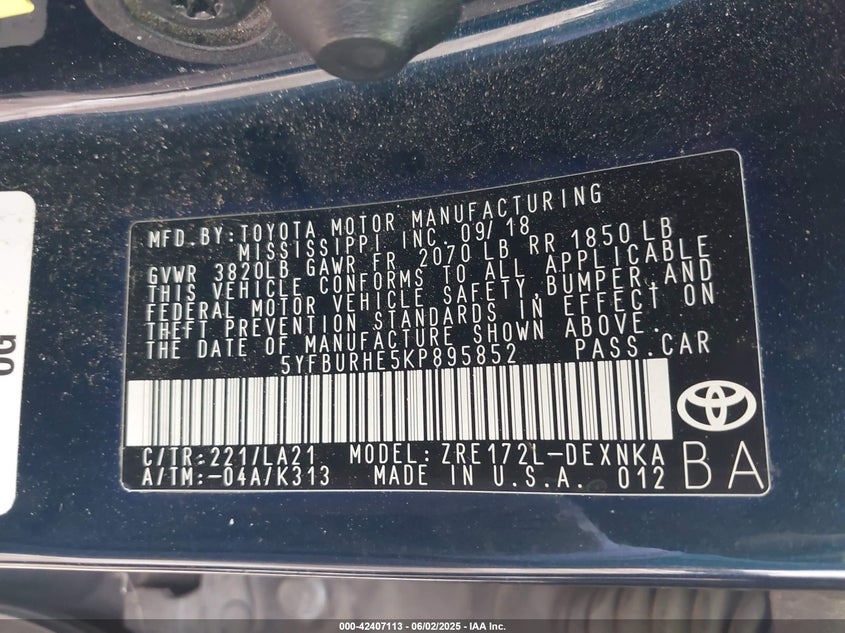 MFD.BY:TOYOTA MOTOR MANUFACTURING
MISSISSIPPI INC. 09/18
GVWR 3820LB GAWR FR 2070 LB RR 1850 LB
THIS VEHICLE CONFORMS TO ALL APPLICABLE
FEDERAL MOTOR VEHICLE SAFETY,BUMPER,AND
THEFT PREVENTION STANDARDS IN EFFECT ON
THE DATE OF MANUFACTURE SHOWN ABOVE.
5YFBURHE5KP895852 PASS.CAR
C/TR:221/LA21 MODEL:ZRE172L-DEXNKA
A/TM:-04A/K313 MADE IN U.S.A. 012
BA
000-42407113 - 06/02/2025 - IAA Inc.